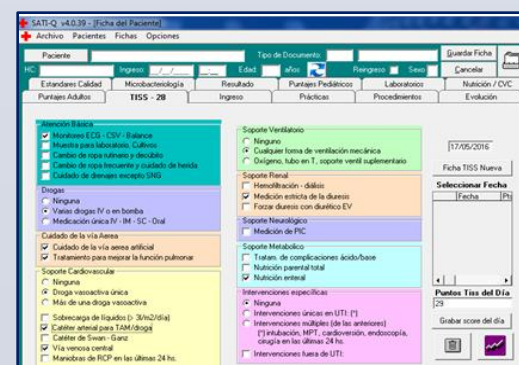 SATI-Q v4.0.39 - [Ficha del Paciente]
Archivo Pacientes Fichas Opciones
Paciente
Tipo de Documento:
Guardar Ficha
HC:
Ingreso: __/__/__
Edad: años
Reingreso
Sexo
Cancelar
Estandares Calidad
Microbacteriología
Resultado
Puntajes Pediátricos
Laboratorios
Nutrición / CVC
Puntajes Adultos
TISS - 28
Ingreso
Prácticas
Procedimientos
Evolución
Atención Básica
Monitoreo ECG - CSV - Balance
Muestra para laboratorio, Cultivos
Cambio de ropa rutinario y decúbito
Cambio de ropa frecuente y cuidado de herida
Cuidado de drenajes excepto SNG
Drogas
Ninguna
Varias drogas IV o en bomba
Medicación única IV - IM - SC - Oral
Cuidado de la vía Aerea
Cuidado de la vía aerea artificial
Tratamiento para mejorar la función pulmonar
Soporte Cardiovascular
Ninguna
Droga vasoactiva única
Más de una droga vasoactiva
Sobrecarga de líquidos (> 3l/m2/día)
Catéter arterial para TAM/droga
Catéter de Swan - Ganz
Vía venosa central
Maniobras de RCP en las últimas 24 hs.
Soporte Ventilatorio
Ninguno
Cualquier forma de ventilación mecánica
Oxígeno, tubo en T, soporte ventil suplementario
Soporte Renal
Hemofiltración - diálisis
Medición estricta de la diuresis
Forzar diuresis con diurético EV
Soporte Neurológico
Medición de PIC
Soporte Metabolico
Tratam. de complicaciones ácido/base
Nutrición parental total
Nutrición enteral
Intervenciones específicas
Ninguna
Intervenciones únicas en UTI: (*)
Intervenciones múltiples (de las anteriores)
(*) intubación, MPT, cardioversión, endoscopía,
cirugía en las últimas 24 hs.
Intervenciones fuera de UTI:
17/05/2016
Ficha TISS Nueva
Seleccionar Fecha
Fecha Pts
Puntos Tiss del Día
29
Grabar score del día